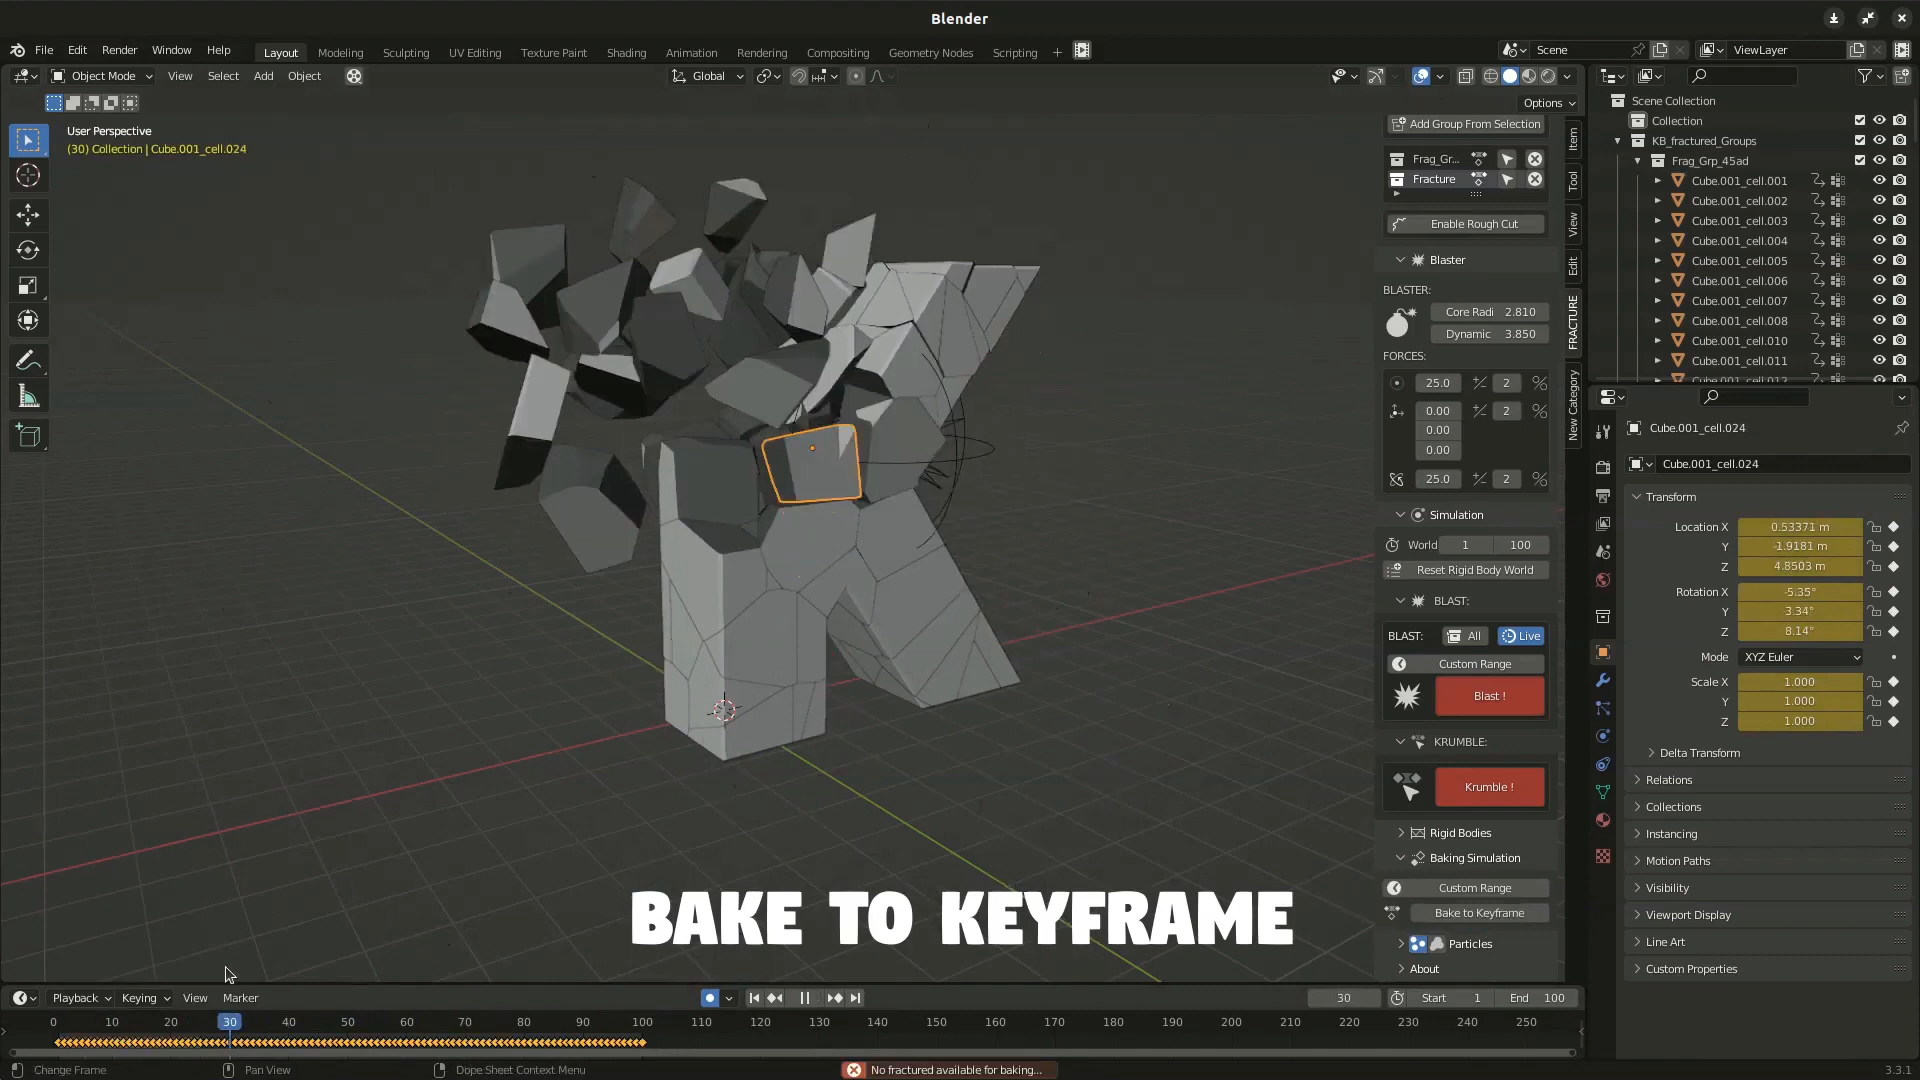 Blender
File Edit Render Window Help
Layout Modeling Sculpting UV Editing Texture Paint Shading Animation Rendering Compositing Geometry Nodes Scripting +
Scene
ViewLayer
Object Mode View Select Add Object
Global
Options
User Perspective
(30) Collection | Cube.001_cell.024
Add Group From Selection
Frag_Gr...
Fracture
Enable Rough Cut
Blaster
BLASTER:
Core Radi 2.810
Dynamic 3.850
FORCES:
25.0 2
0.00 2
0.00
0.00
25.0 2
Simulation
World 1 100
Reset Rigid Body World
BLAST:
BLAST: All Live
Custom Range
Blast !
KRUMBLE:
Krumble !
Rigid Bodies
Baking Simulation
Custom Range
Bake to Keyframe
Particles
About
Item
Tool
View
Edit
FRACTURE
New Category
Scene Collection
Collection
KB_fractured_Groups
Frag_Grp_45ad
Cube.001_cell.001
Cube.001_cell.002
Cube.001_cell.003
Cube.001_cell.004
Cube.001_cell.005
Cube.001_cell.006
Cube.001_cell.007
Cube.001_cell.008
Cube.001_cell.010
Cube.001_cell.011
Cube.001_cell.012
Cube.001_cell.024
Cube.001_cell.024
Transform
Location X 0.53371 m
Y -1.9181 m
Z 4.8503 m
Rotation X -5.35°
Y 3.34°
Z 8.14°
Mode XYZ Euler
Scale X 1.000
Y 1.000
Z 1.000
Delta Transform
Relations
Collections
Instancing
Motion Paths
Visibility
Viewport Display
Line Art
Custom Properties
BAKE TO KEYFRAME
Playback Keying View Marker
30 Start 1 End 100
0 10 20 30 40 50 60 70 80 90 100 110 120 130 140 150 160 170 180 190 200 210 220 230 240 250
Change Frame Pan View Dope Sheet Context Menu No fractured available for baking... 3.3.1